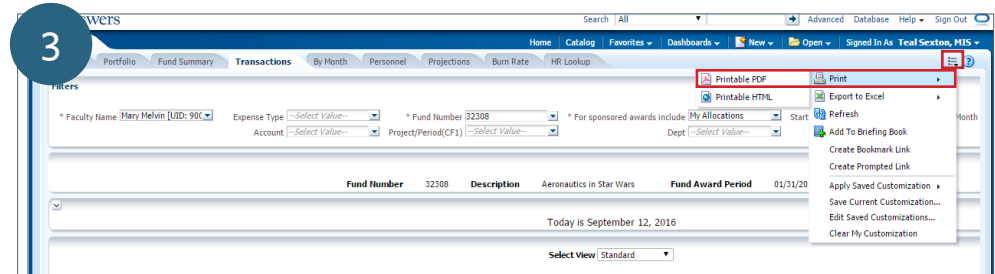 3
Search All Advanced Database Help Sign Out
Home Catalog Favorites Dashboards New Open Signed In As Teal Sexton, MIS
Portfolio Fund Summary Transactions By Month Personnel Projections Burn Rate HR Lookup
Filters
Printable PDF
Printable HTML
Print
Export to Excel
Refresh
Add To Briefing Book
Create Bookmark Link
Create Prompted Link
Apply Saved Customization
Save Current Customization...
Edit Saved Customizations...
Clear My Customization
* Faculty Name Mary Melvin [UID: 90 Expense Type --Select Value-- * Fund Number 32308 * For sponsored awards include My Allocations Start Month
Account --Select Value-- Project/Period(CF1) --Select Value-- Dept --Select Value--
Fund Number 32308 Description Aeronautics in Star Wars Fund Award Period 01/31/20
Today is September 12, 2016
Select View Standard